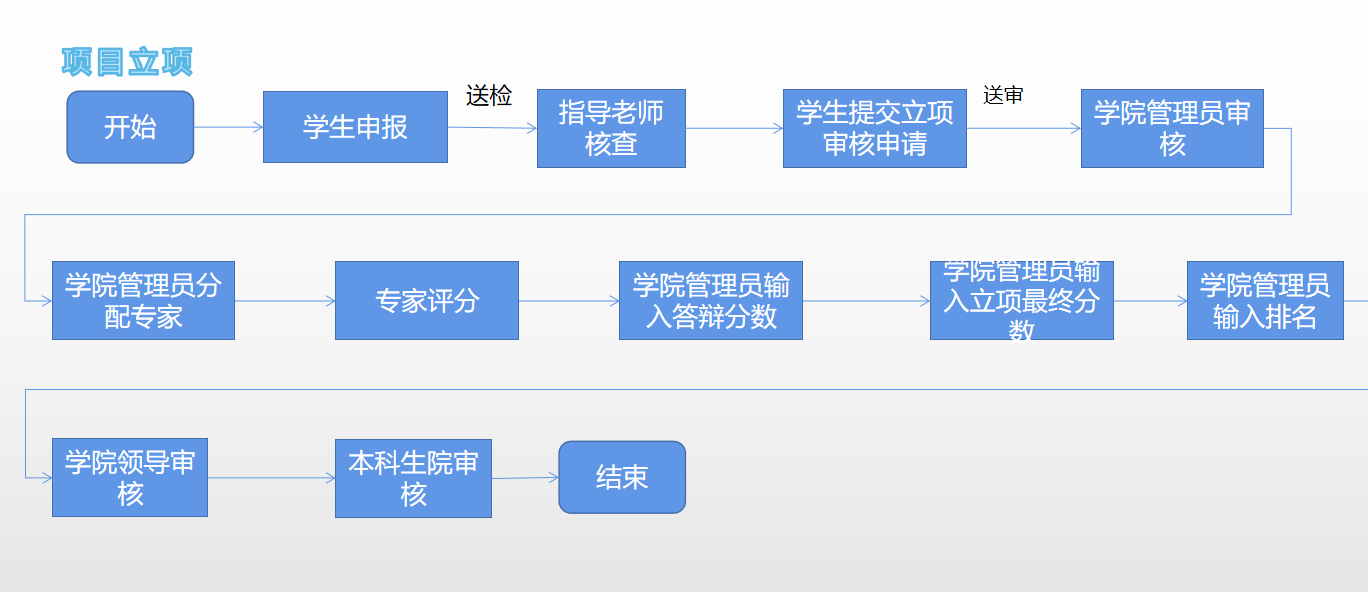 项目立项
开始
学生申报
送检
指导老师
核查
学生提交立项
审核申请
送审
学院管理员审
核
学院管理员分
配专家
专家评分
学院管理员输
入答辩分数
学院管理员输
入立项最终分
数
学院管理员
输入排名
学院领导审
核
本科生院审
核
结束